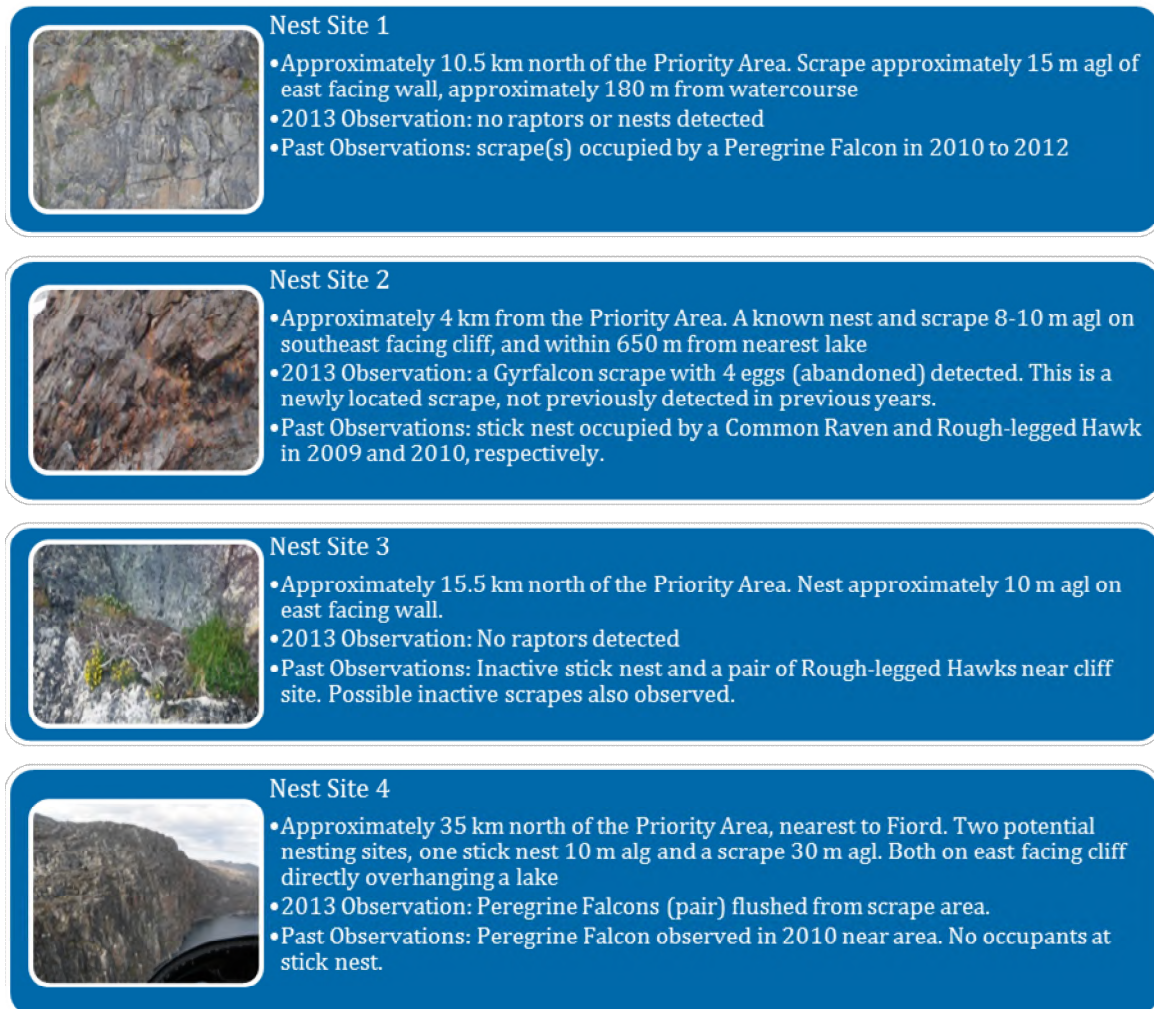 Nest Site 1
•Approximately 10.5 km north of the Priority Area. Scrape approximately 15 m agl of
east facing wall, approximately 180 m from watercourse
•2013 Observation: no raptors or nests detected
•Past Observations: scrape(s) occupied by a Peregrine Falcon in 2010 to 2012
Nest Site 2
•Approximately 4 km from the Priority Area. A known nest and scrape 8-10 m agl on
southeast facing cliff, and within 650 m from nearest lake
•2013 Observation: a Gyrfalcon scrape with 4 eggs (abandoned) detected. This is a
newly located scrape, not previously detected in previous years.
•Past Observations: stick nest occupied by a Common Raven and Rough-legged Hawk
in 2009 and 2010, respectively.
Nest Site 3
•Approximately 15.5 km north of the Priority Area. Nest approximately 10 m agl on
east facing wall.
•2013 Observation: No raptors detected
•Past Observations: Inactive stick nest and a pair of Rough-legged Hawks near cliff
site. Possible inactive scrapes also observed.
Nest Site 4
•Approximately 35 km north of the Priority Area, nearest to Fiord. Two potential
nesting sites, one stick nest 10 m alg and a scrape 30 m agl. Both on east facing cliff
directly overhanging a lake
•2013 Observation: Peregrine Falcons (pair) flushed from scrape area.
•Past Observations: Peregrine Falcon observed in 2010 near area. No occupants at
stick nest.